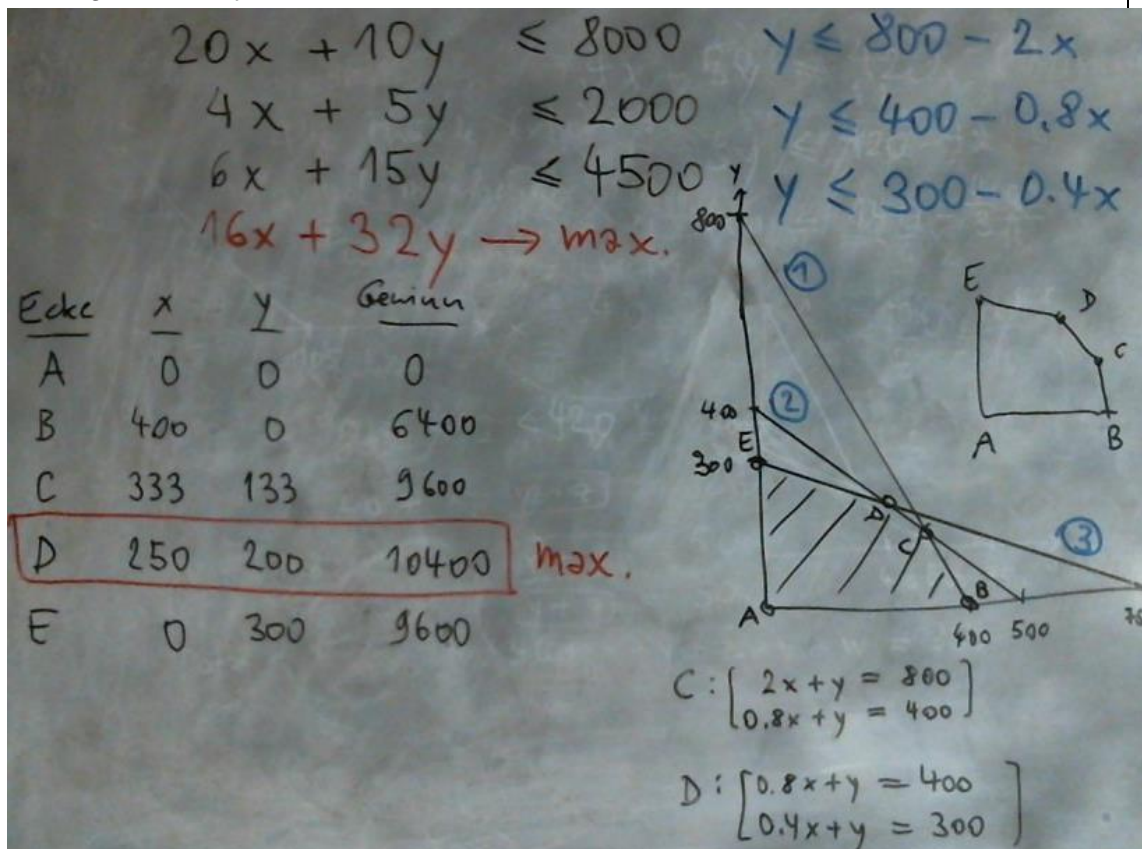 20x + 10y ≤ 8000 y ≤ 800 - 2x
4x + 5y ≤ 2000 y ≤ 400 - 0.8x
6x + 15y ≤ 4500 y ≤ 300 - 0.4x
16x + 32y → max.
Ecke x y Gewinn
A 0 0 0
B 400 0 6400
C 333 133 9600
D 250 200 10400 max.
E 0 300 9600
y
800
①
400 ②
E
300
D
C
③
A B
400 500
E D
C
A B
C: [ 2x + y = 800 ]
[ 0.8x + y = 400 ]
D: [ 0.8x + y = 400 ]
[ 0.4x + y = 300 ]